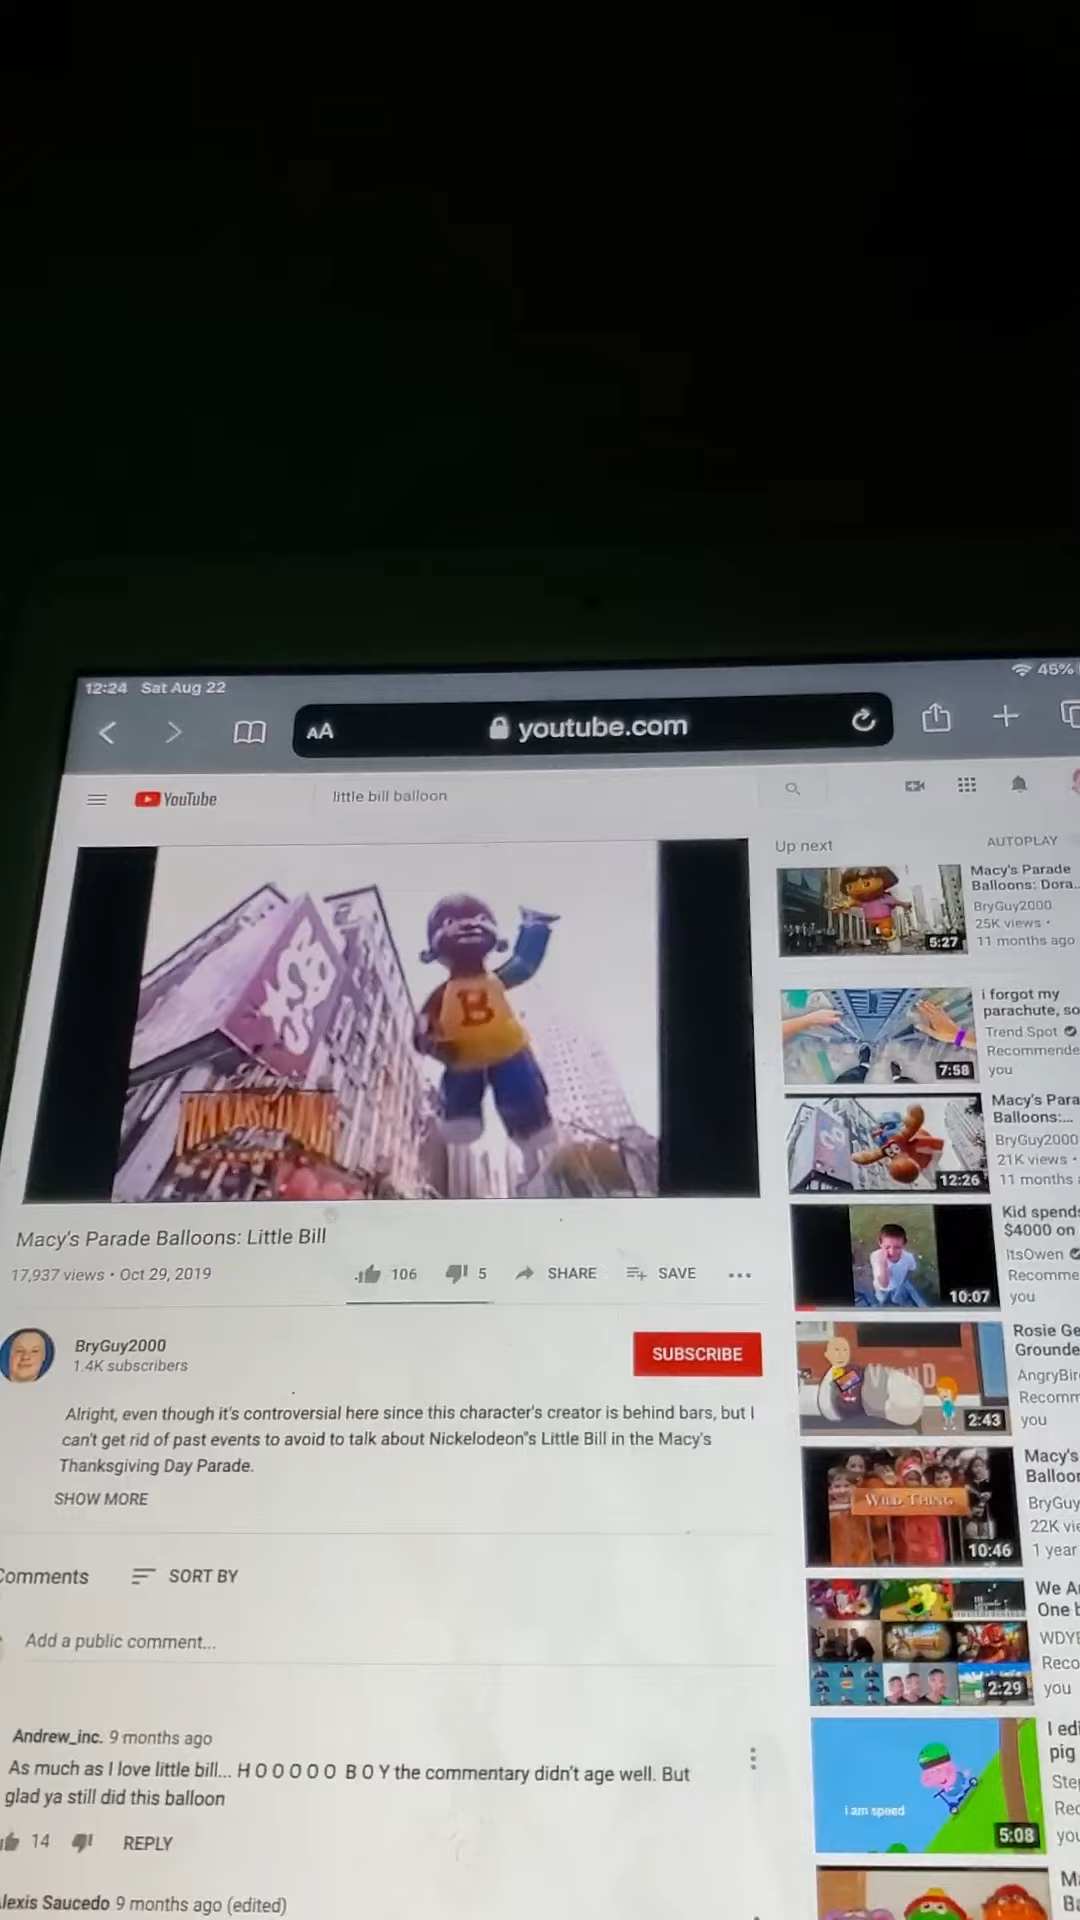 12:24 Sat Aug 22
45%
AA
youtube.com
YouTube
little bill balloon
B
Macy's Parade Balloons: Little Bill
17,937 views • Oct 29, 2019
106
5
SHARE
SAVE
BryGuy2000
1.4K subscribers
SUBSCRIBE
Alright, even though it's controversial here since this character's creator is behind bars, but I
can't get rid of past events to avoid to talk about Nickelodeon"s Little Bill in the Macy's
Thanksgiving Day Parade.
SHOW MORE
Comments
SORT BY
Add a public comment...
Andrew_inc. 9 months ago
As much as I love little bill... H O O O O O B O Y the commentary didn't age well. But
glad ya still did this balloon
14
REPLY
lexis Saucedo 9 months ago (edited)
Up next
AUTOPLAY
Macy's Parade
Balloons: Dora...
BryGuy2000
25K views •
11 months ago
5:27
i forgot my
parachute, so
Trend Spot
Recommende
you
7:58
Macy's Para
Balloons:...
BryGuy2000
21K views •
11 months a
12:26
Kid spends
$4000 on
ItsOwen
Recomme
you
10:07
Rosie Ge
Grounde
AngryBir
Recomm
you
2:43
Macy's
Balloon
BryGuy
22K vie
1 year
WILD THING
10:46
We A
One b
WDYE
Reco
you
2:29
I edi
pig
Step
Rec
you
i am speed
5:08
Ma
Ba